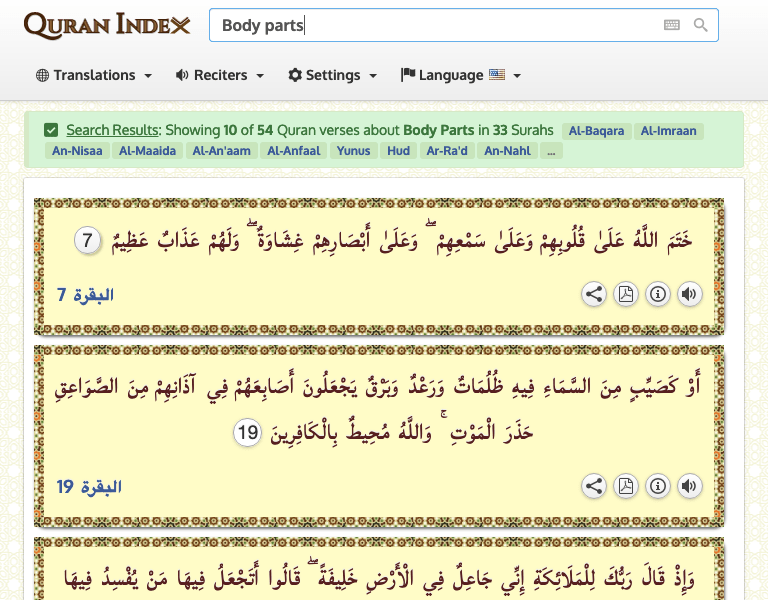 QURAN INDEX
Body parts
Translations
Reciters
Settings
Language
Search Results: Showing 10 of 54 Quran verses about Body Parts in 33 Surahs Al-Baqara Al-Imraan
An-Nisaa Al-Maaida Al-An'aam Al-Anfaal Yunus Hud Ar-Ra'd An-Nahl ...
خَتَمَ اللَّهُ عَلَىٰ قُلُوبِهِمْ وَعَلَىٰ سَمْعِهِمْ ۖ وَعَلَىٰ أَبْصَارِهِمْ غِشَاوَةٌ ۖ وَلَهُمْ عَذَابٌ عَظِيمٌ 7
البقرة 7
أَوْ كَصَيِّبٍ مِنَ السَّمَاءِ فِيهِ ظُلُمَاتٌ وَرَعْدٌ وَبَرْقٌ يَجْعَلُونَ أَصَابِعَهُمْ فِي آذَانِهِمْ مِنَ الصَّوَاعِقِ
حَذَرَ الْمَوْتِ ۚ وَاللَّهُ مُحِيطٌ بِالْكَافِرِينَ 19
البقرة 19
وَإِذْ قَالَ رَبُّكَ لِلْمَلَائِكَةِ إِنِّي جَاعِلٌ فِي الْأَرْضِ خَلِيفَةً ۖ قَالُوا أَتَجْعَلُ فِيهَا مَنْ يُفْسِدُ فِيهَا